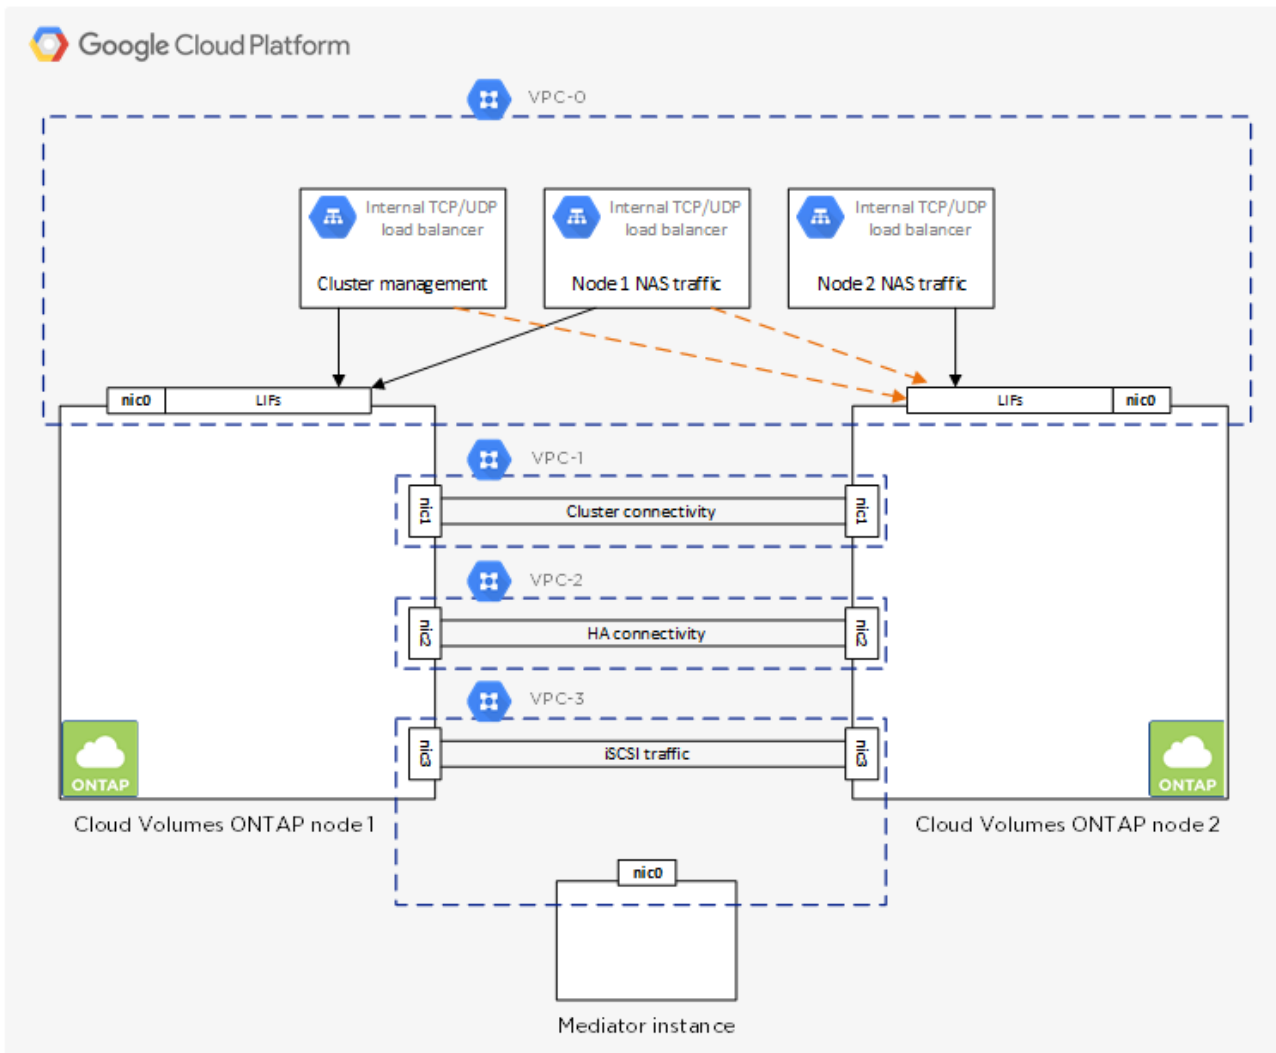 Google Cloud Platform
VPC-0
Internal TCP/UDP
load balancer
Cluster management
Internal TCP/UDP
load balancer
Node 1 NAS traffic
Internal TCP/UDP
load balancer
Node 2 NAS traffic
nic0
LIFs
LIFs
nic0
VPC-1
nic1
Cluster connectivity
nic1
VPC-2
nic2
HA connectivity
nic2
VPC-3
nic3
iSCSI traffic
nic3
ONTAP
ONTAP
Cloud Volumes ONTAP node 1
Cloud Volumes ONTAP node 2
nic0
Mediator instance